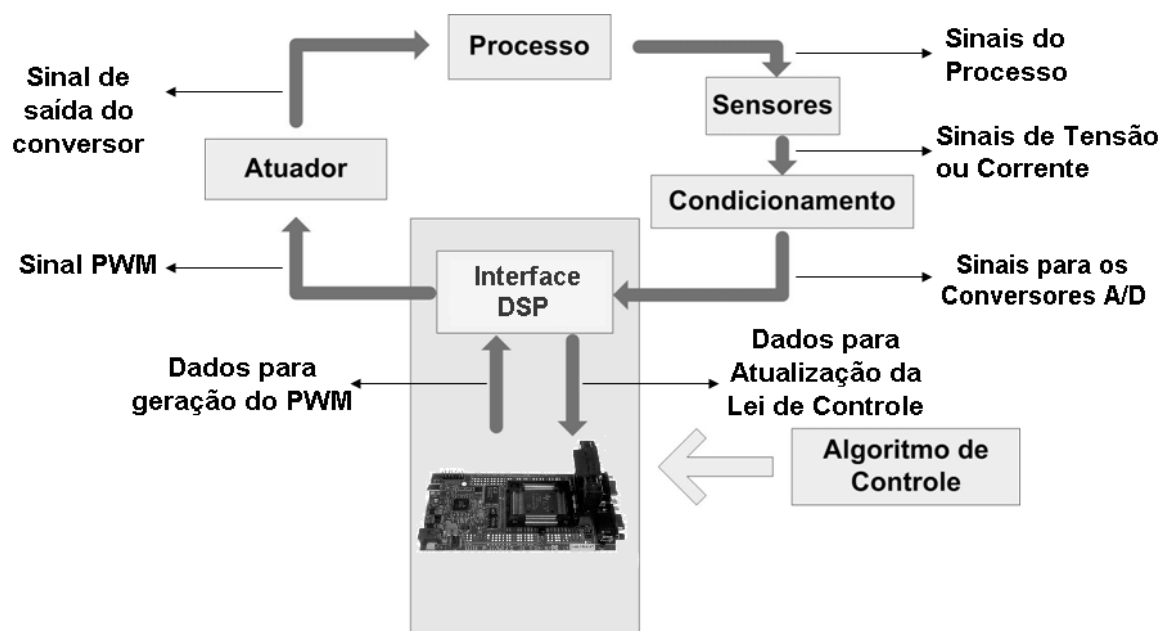 Processo
Sinais do
Processo
Sinal de
saída do
conversor
Sensores
Atuador
Sinais de Tensão
ou Corrente
Condicionamento
Sinal PWM
Interface
DSP
Sinais para os
Conversores A/D
Dados para
geração do PWM
Dados para
Atualização da
Lei de Controle
Algoritmo de
Controle